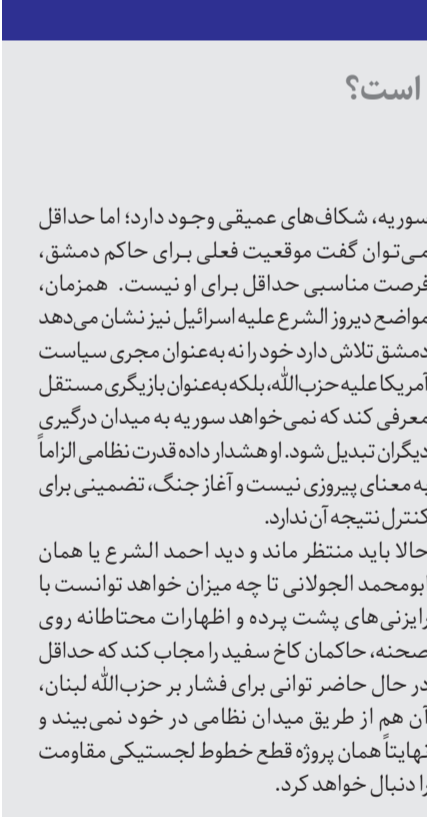 است؟
سوریه، شکاف‌های عمیقی وجود دارد؛ اما حداقل
می‌توان گفت موقعیت فعلی برای حاکم دمشق،
فرصت مناسبی حداقل برای او نیست. همزمان،
مواضع دیروز الشرع علیه اسرائیل نیز نشان می‌دهد
دمشق تلاش دارد خود را نه به‌عنوان مجری سیاست
آمریکا علیه حزب‌الله، بلکه به‌عنوان بازیگری مستقل
معرفی کند که نمی‌خواهد سوریه به میدان درگیری
دیگران تبدیل شود. او هشدار داده قدرت نظامی الزاماً
به معنای پیروزی نیست و آغاز جنگ، تضمینی برای
کنترل نتیجه آن ندارد.
حالا باید منتظر ماند و دید احمد الشرع یا همان
ابومحمد الجولانی تا چه میزان خواهد توانست با
رایزنی‌های پشت پرده و اظهارات محتاطانه روی
صحنه، حاکمان کاخ سفید را مجاب کند که حداقل
در حال حاضر توانی برای فشار بر حزب‌الله لبنان،
آن هم از طریق میدان نظامی در خود نمی‌بیند و
نهایتاً همان پروژه قطع خطوط لجستیکی مقاومت
را دنبال خواهد کرد.